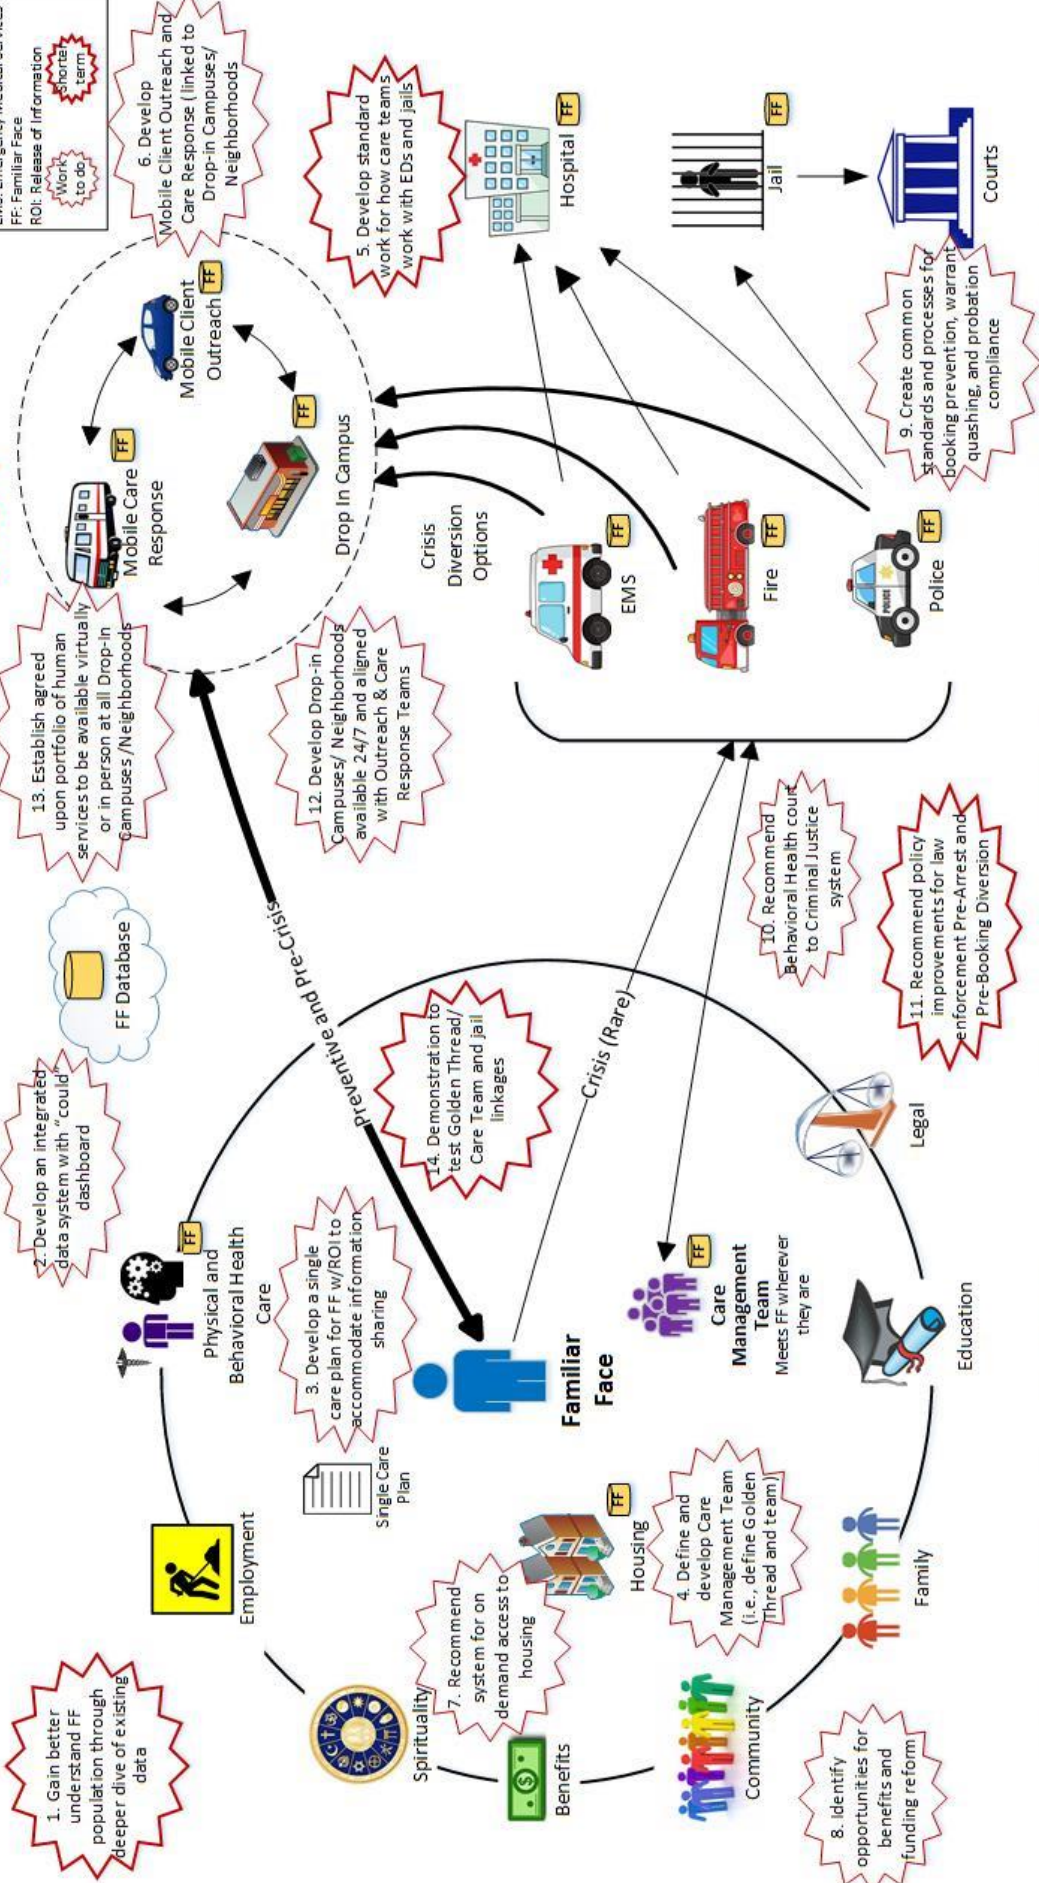 FF: Familiar Face
ROI: Release of Information
Work
to do
Shorter
term
1. Gain better
understand FF
population through
deeper dive of existing
data
2. Develop an integrated
data system with “could”
dashboard
FF Database
13. Establish agreed
upon portfolio of human
services to be available virtually
or in person at all Drop-In
Campuses /Neighborhoods
Mobile Care
Response
FF
Mobile Client
Outreach
FF
6. Develop
Mobile Client Outreach and
Care Response (linked to
Drop-in Campuses/
Neighborhoods
Drop In Campus
FF
Employment
Physical and
Behavioral Health
Care
FF
3. Develop a single
care plan for FF w/ROI to
accommodate information
sharing
Single Care
Plan
Preventive and Pre-Crisis
12. Develop Drop-in
Campuses/ Neighborhoods
available 24/7 and aligned
with Outreach & Care
Response Teams
Crisis
Diversion
Options
5. Develop standard
work for how care teams
work with EDs and jails
Spirituality
7. Recommend
system for on
demand access to
housing
Benefits
Housing
FF
Familiar
Face
14. Demonstration to
test Golden Thread/
Care Team and jail
linkages
Crisis (Rare)
EMS
FF
Hospital
FF
4. Define and
develop Care
Management Team
(i.e., define Golden
Thread and team)
Community
Care
Management
Team
Meets FF wherever
they are
FF
10. Recommend
Behavioral Health court
to Criminal Justice
system
Fire
FF
Jail
FF
8. Identify
opportunities for
benefits and
funding reform
Family
Education
Legal
11. Recommend policy
improvements for law
enforcement Pre-Arrest and
Pre-Booking Diversion
POLICE
Police
FF
9. Create common
standards and processes for
booking prevention, warrant
quashing, and probation
compliance
Courts